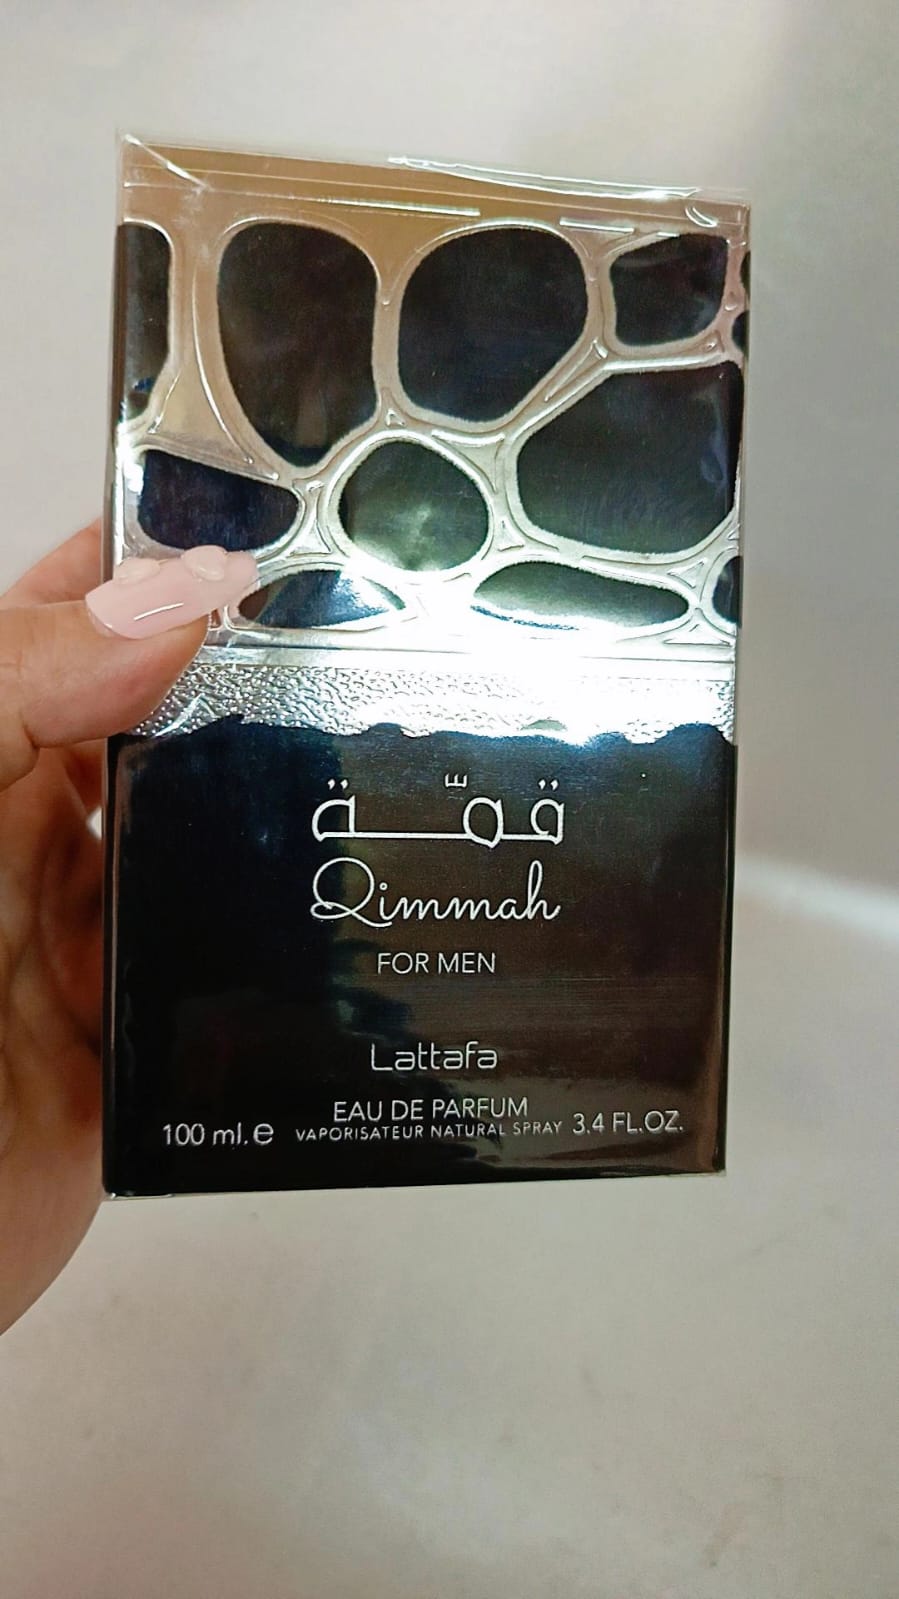 قمّة
Qimmah
FOR MEN
Lattafa
EAU DE PARFUM
100 ml.e VAPORISATEUR NATURAL SPRAY 3.4 FL.OZ.